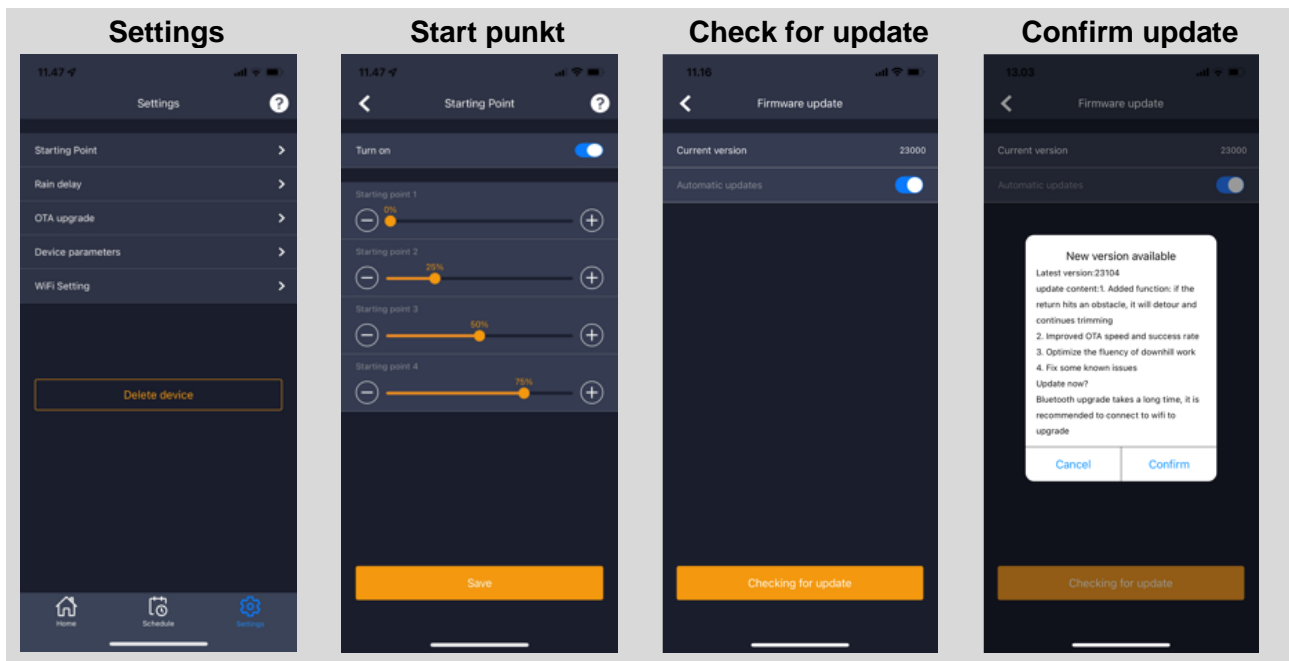 Settings
11.47
Settings
?
Starting Point
Rain delay
OTA upgrade
Device parameters
WiFi Setting
Delete device
Home
Schedule
Settings
Start punkt
11.47
Starting Point
?
Turn on
Starting point 1
0%
Starting point 2
25%
Starting point 3
50%
Starting point 4
75%
Save
Check for update
11.16
Firmware update
Current version 23000
Automatic updates
Checking for update
Confirm update
13.03
Firmware update
Current version 23000
Automatic updates
New version available
Latest version:23104
update content:1. Added function: if the
return hits an obstacle, it will detour and
continues trimming
2. Improved OTA speed and success rate
3. Optimize the fluency of downhill work
4. Fix some known issues
Update now?
Bluetooth upgrade takes a long time, it is
recommended to connect to wifi to
upgrade
Cancel Confirm
Checking for update